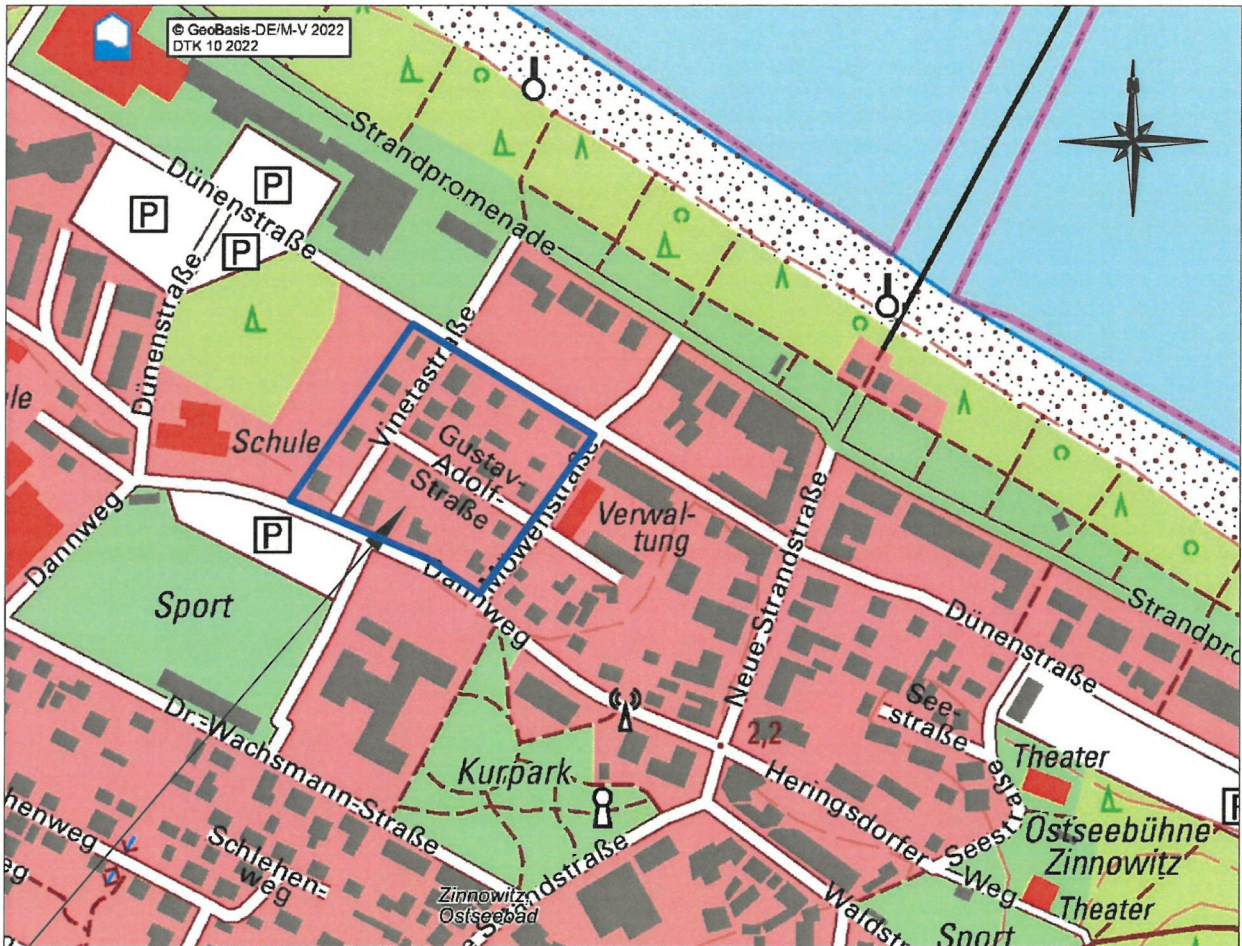 © GeoBasis-DE/M-V 2022
DTK 10 2022
Strandpromenade
Dünenstraße
P
P
P
Dünenstraße
Vinetastraße
Schule
Gustav-
Adolf-
Straße
Möwenstraße
Verwal-
tung
Neue Strandstraße
Dannweg
P
Sport
Dannweg
Dünenstraße
See-
straße
Dr.-Wachsmann-Straße
Kurpark
2,2
Heringsdorfer
-Weg
Theater
Seestraße
Ostseebühne
Zinnowitz
Theater
Schlehen-
weg
Zinnowitz,
Ostseebad
Sport